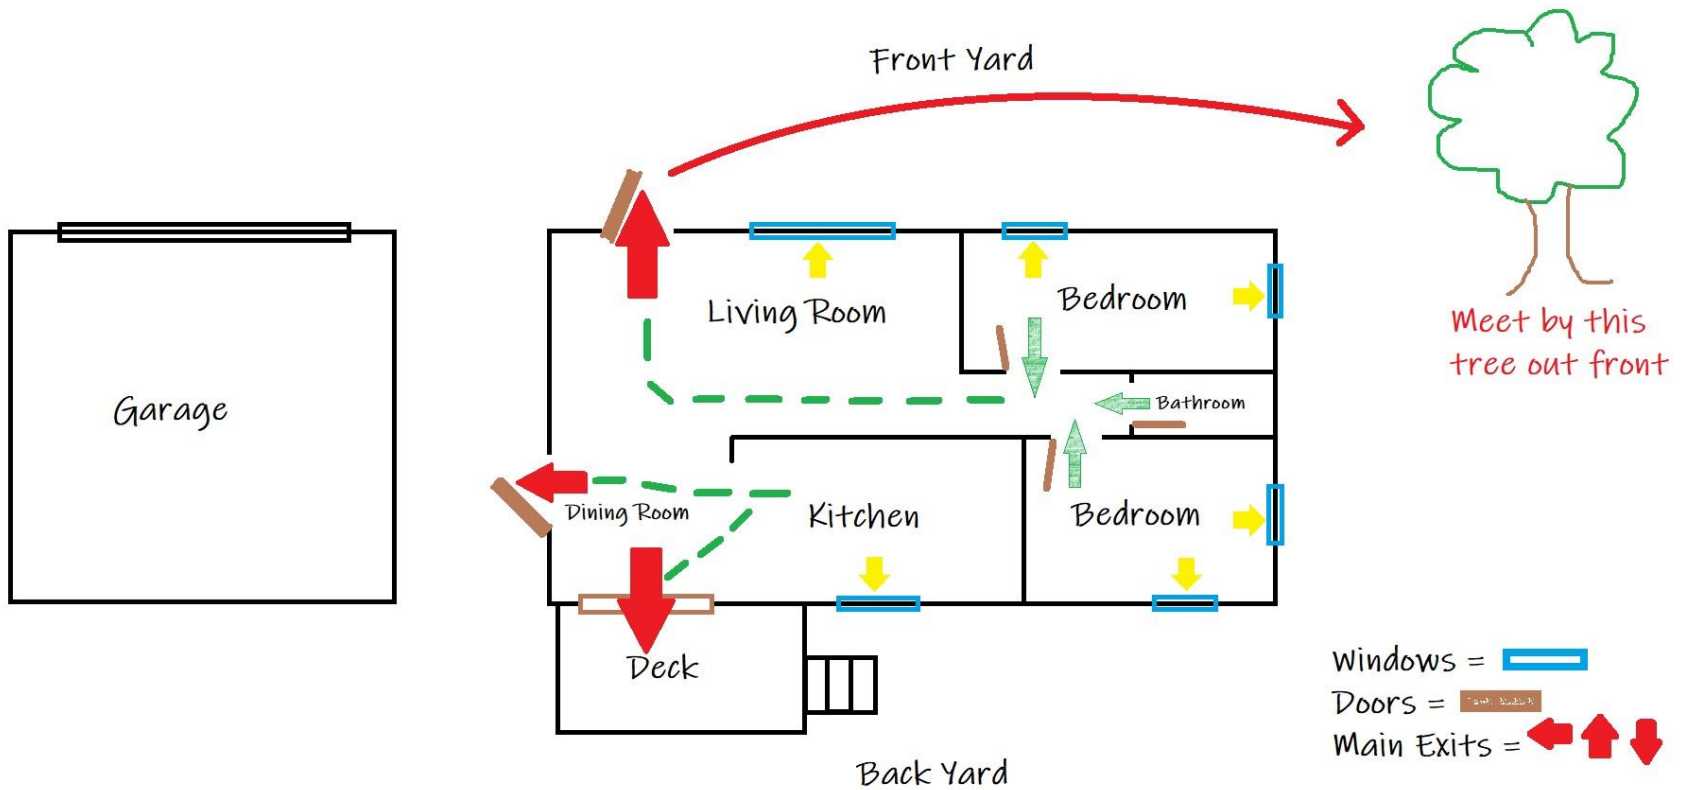 Front Yard
Living Room
Bedroom
Meet by this
tree out front
Garage
Bathroom
Dining Room
Kitchen
Bedroom
Deck
Windows =
Doors =
Main Exits =
Back Yard